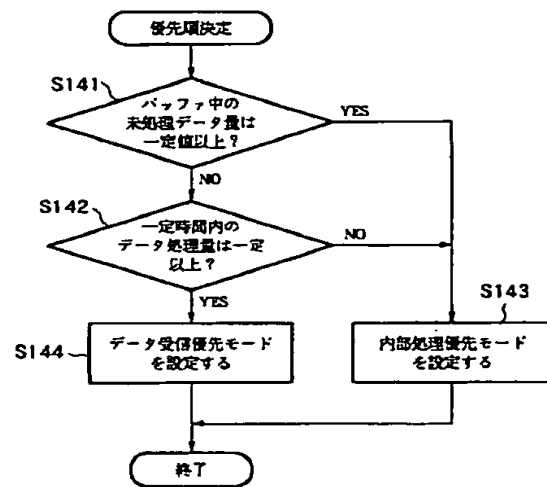 優先順決定
S141
バッファ中の
未処理データ量は
一定値以上?
YES
NO
S142
一定時間内の
データ処理量は一定
以上?
NO
YES
S143
S144
データ受信優先モード
を設定する
内部処理優先モード
を設定する
終了